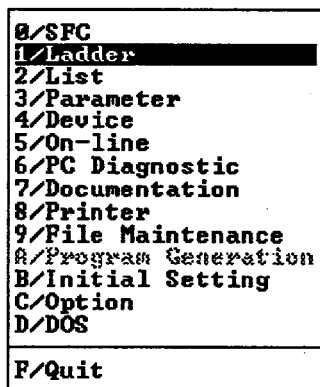 0/SFC
1/Ladder
2/List
3/Parameter
4/Device
5/On-line
6/PC Diagnostic
7/Documentation
8/Printer
9/File Maintenance
A/Program Generation
B/Initial Setting
C/Option
D/DOS
F/Quit